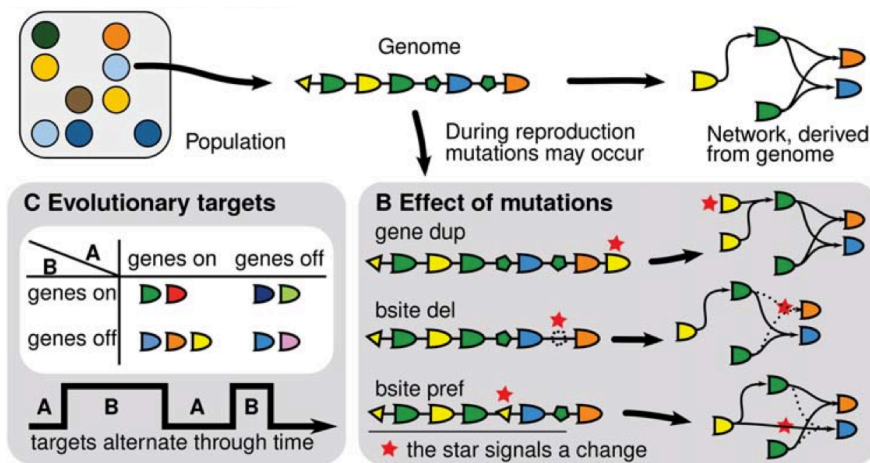 Genome
Population
During reproduction
mutations may occur
Network, derived
from genome
C Evolutionary targets
A
B
genes on genes off
genes on
genes off
A B A B
targets alternate through time
B Effect of mutations
gene dup
bsite del
bsite pref
the star signals a change